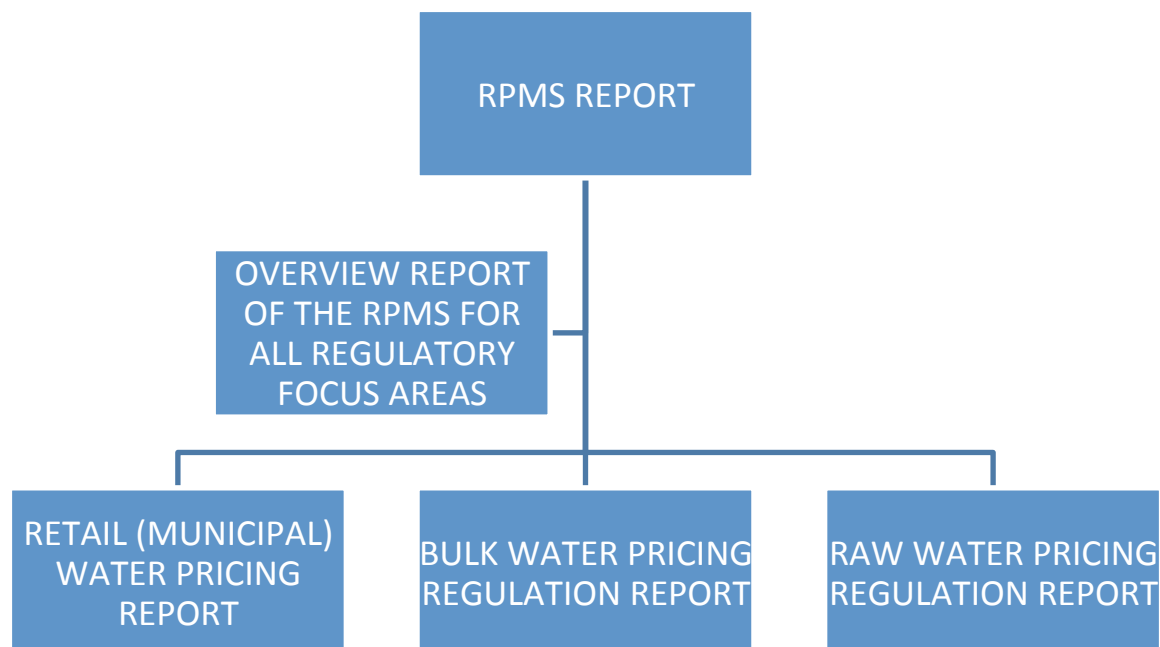 RPMS REPORT
OVERVIEW REPORT
OF THE RPMS FOR
ALL REGULATORY
FOCUS AREAS
RETAIL (MUNICIPAL)
WATER PRICING
REPORT
BULK WATER PRICING
REGULATION REPORT
RAW WATER PRICING
REGULATION REPORT